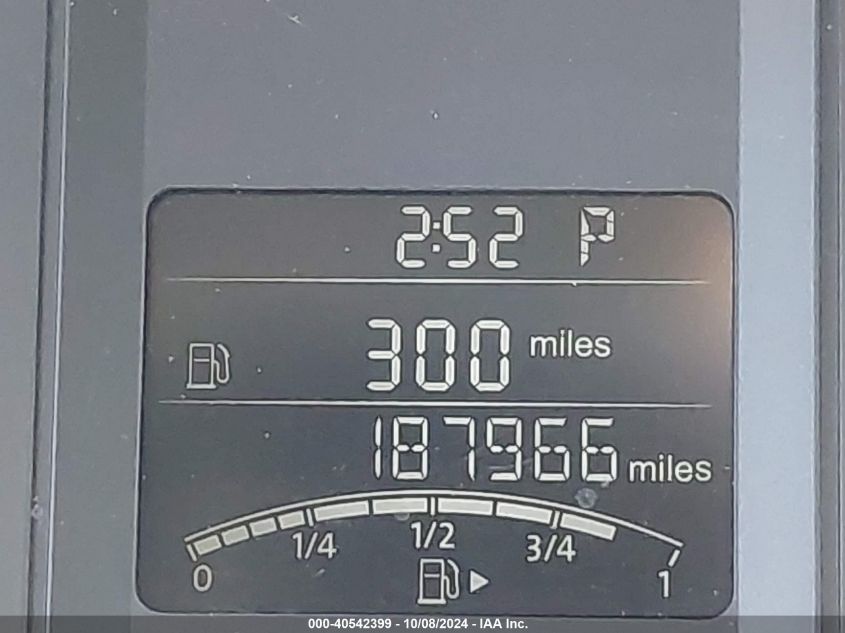 2:52 P
300 miles
187966 miles
1/4 1/2 3/4
0 1
000-40542399 - 10/08/2024 - IAA Inc.